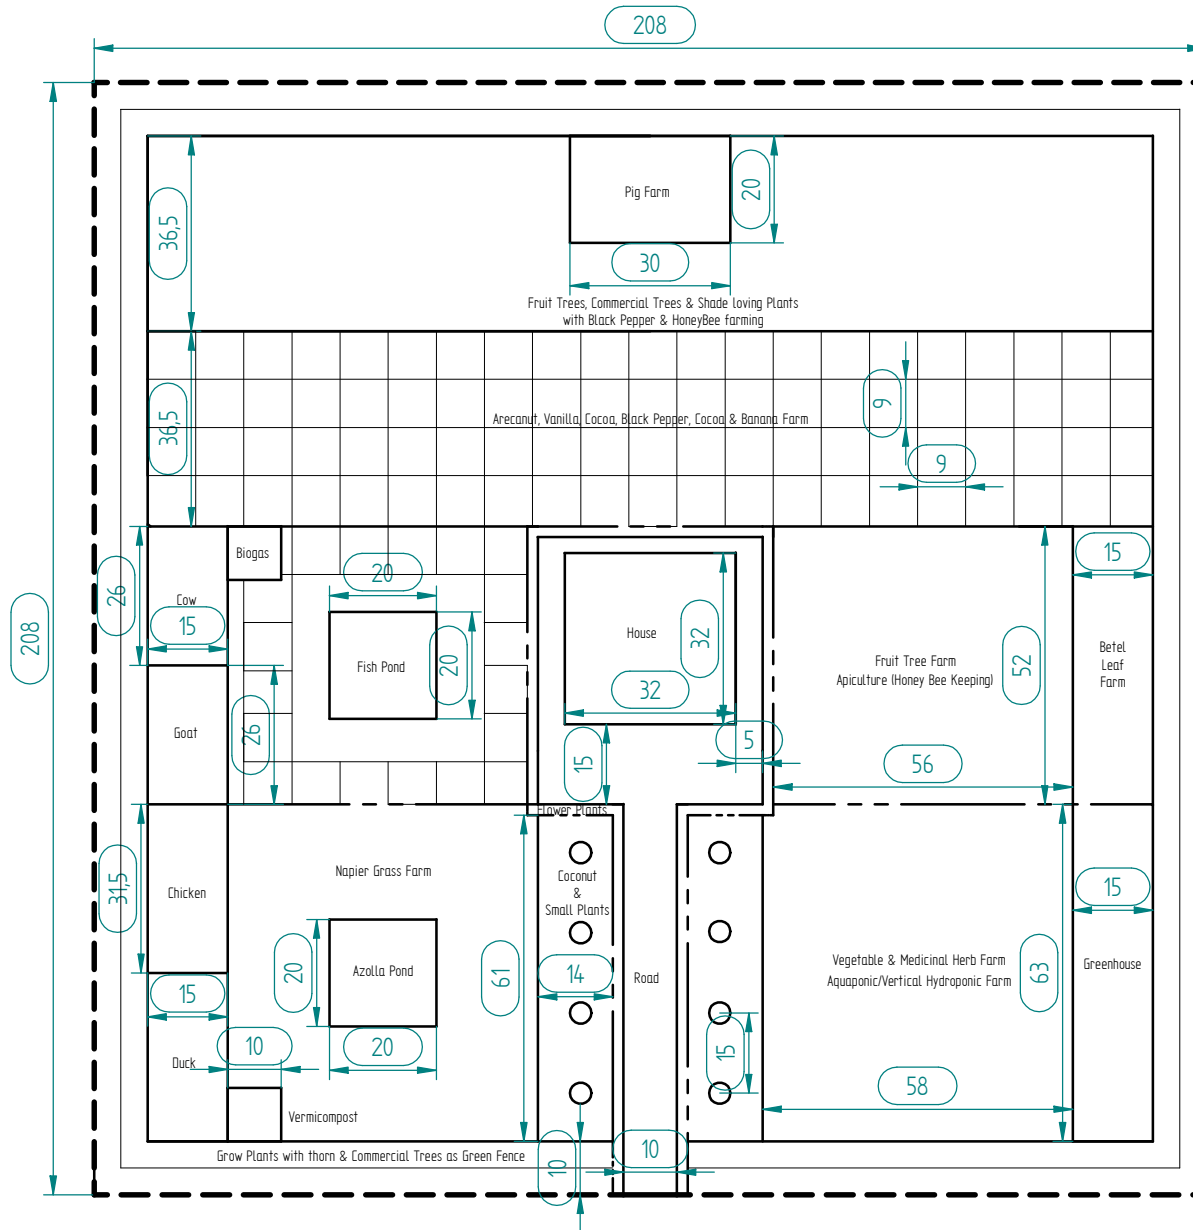 208
36,5
Pig Farm
20
30
Fruit Trees, Commercial Trees & Shade loving Plants
with Black Pepper & HoneyBee farming
36,5
Arecanut, Vanilla, Cocoa, Black Pepper, Cocoa & Banana Farm
9
9
208
26
Cow
15
Biogas
20
Fish Pond
20
House
32
32
Fruit Tree Farm
Apiculture (Honey Bee Keeping)
52
15
Betel
Leaf
Farm
Goat
26
15
5
56
Flower Plants
31,5
Chicken
Napier Grass Farm
Coconut
&
Small Plants
15
20
Azolla Pond
61
14
Road
Vegetable & Medicinal Herb Farm
Aquaponic/Vertical Hydroponic Farm
63
Greenhouse
15
Duck
10
20
15
58
Vermicompost
Grow Plants with thorn & Commercial Trees as Green Fence
10
10